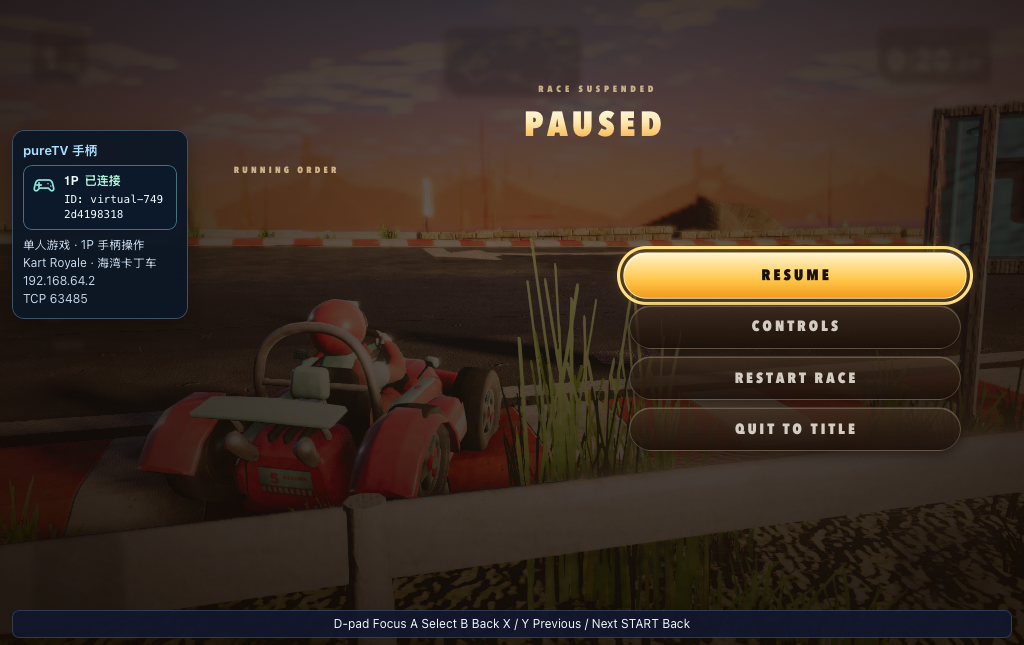 RACE SUSPENDED
PAUSED
pureTV 手柄
1P 已连接
ID: virtual-749
2d4198318
单人游戏 · 1P 手柄操作
Kart Royale · 海湾卡丁车
192.168.64.2
TCP 63485
RUNNING ORDER
RESUME
CONTROLS
RESTART RACE
QUIT TO TITLE
5
D-pad Focus A Select B Back X / Y Previous / Next START Back